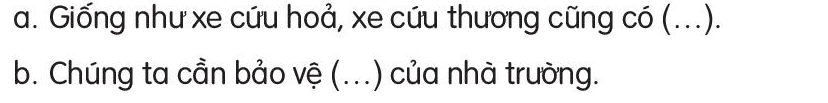 a. Giống như xe cứu hoả, xe cứu thương cũng có (...).
b. Chúng ta cần bảo vệ (...) của nhà trường.